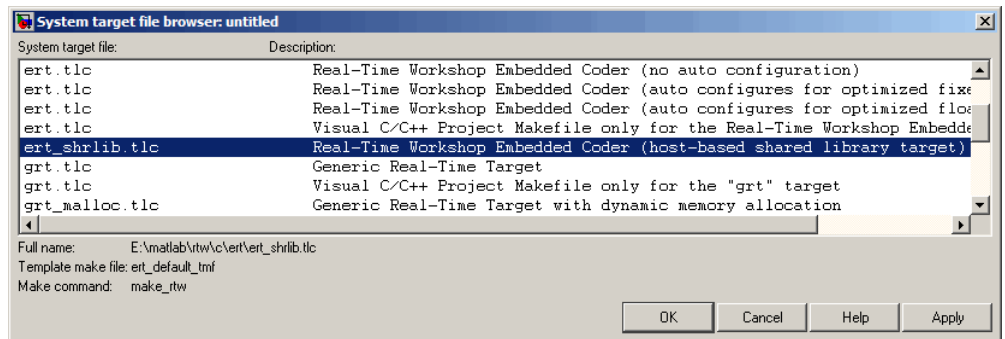 System target file browser: untitled
System target file: Description:
ert.tlc Real-Time Workshop Embedded Coder (no auto configuration)
ert.tlc Real-Time Workshop Embedded Coder (auto configures for optimized fixe
ert.tlc Real-Time Workshop Embedded Coder (auto configures for optimized floa
ert.tlc Visual C/C++ Project Makefile only for the Real-Time Workshop Embedde
ert_shrlib.tlc Real-Time Workshop Embedded Coder (host-based shared library target)
grt.tlc Generic Real-Time Target
grt.tlc Visual C/C++ Project Makefile only for the "grt" target
grt_malloc.tlc Generic Real-Time Target with dynamic memory allocation
Full name: E:\matlab\rtw\c\ert\ert_shrlib.tlc
Template make file: ert_default_tmf
Make command: make_rtw
OK Cancel Help Apply